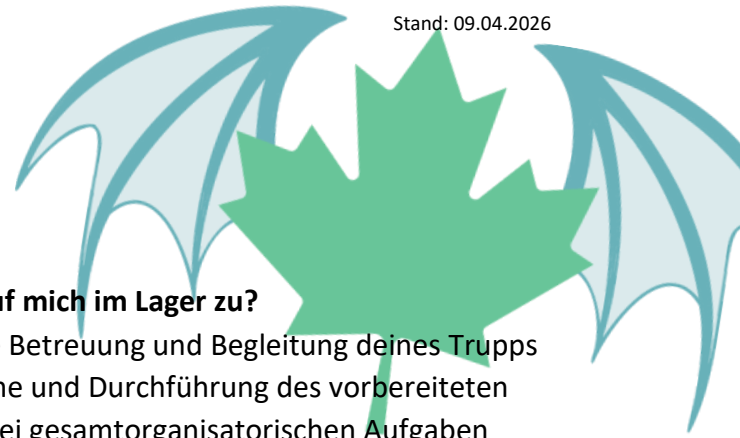 Stand: 09.04.2026
uf mich im Lager zu?
Betreuung und Begleitung deines Trupps
ne und Durchführung des vorbereiteten
ei gesamtorganisatorischen Aufgaben